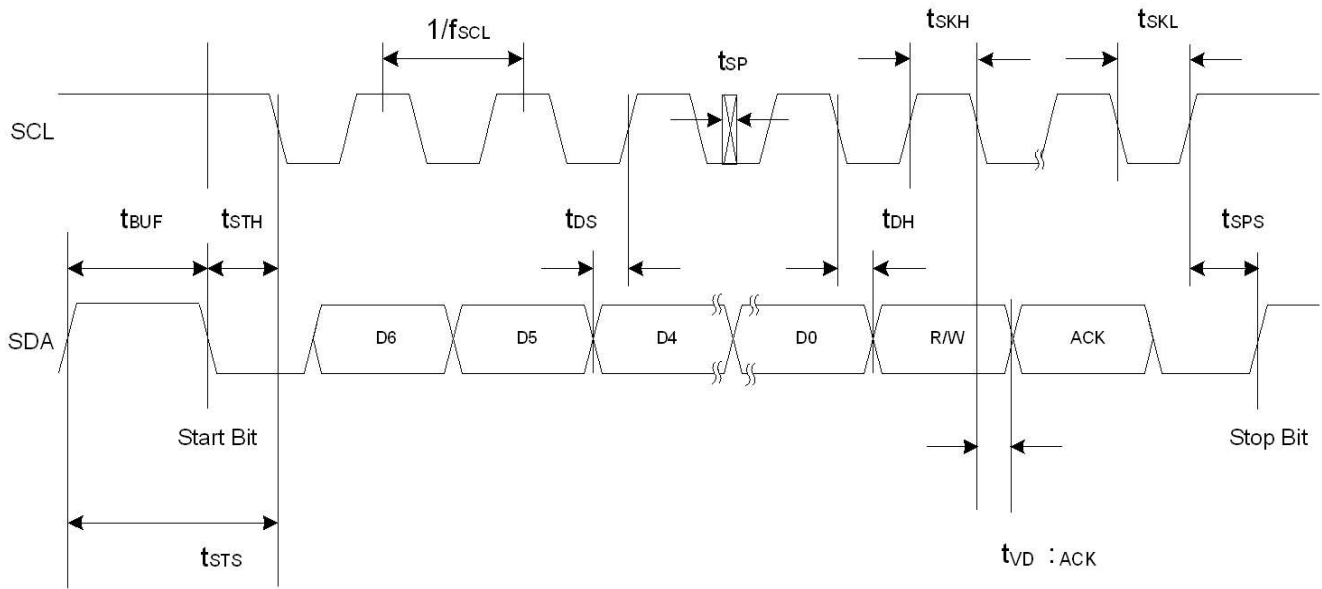 1/fSCL
tSKH
tSKL
tSP
SCL
tBUF
tSTH
tDS
tDH
tSPS
SDA
D6
D5
D4
D0
R/W
ACK
Start Bit
Stop Bit
tSTS
tVD :ACK